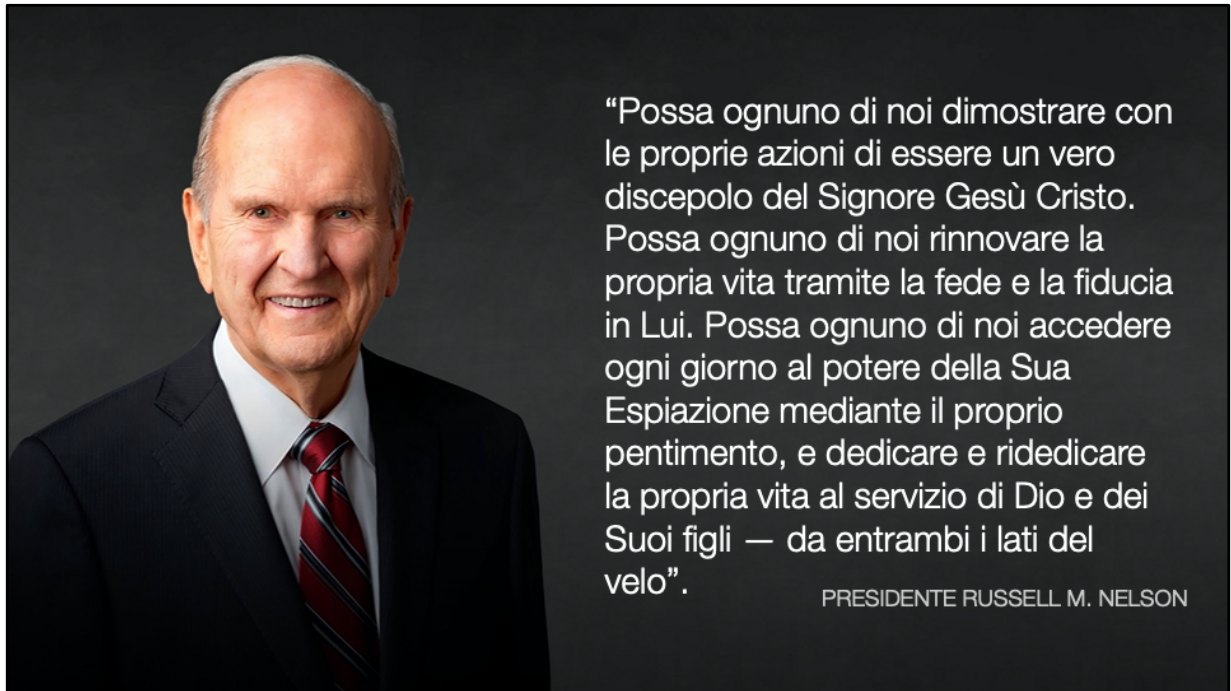 “Possa ognuno di noi dimostrare con
le proprie azioni di essere un vero
discepolo del Signore Gesù Cristo.
Possa ognuno di noi rinnovare la
propria vita tramite la fede e la fiducia
in Lui. Possa ognuno di noi accedere
ogni giorno al potere della Sua
Espiazione mediante il proprio
pentimento, e dedicare e ridedicare
la propria vita al servizio di Dio e dei
Suoi figli — da entrambi i lati del
velo”.
PRESIDENTE RUSSELL M. NELSON